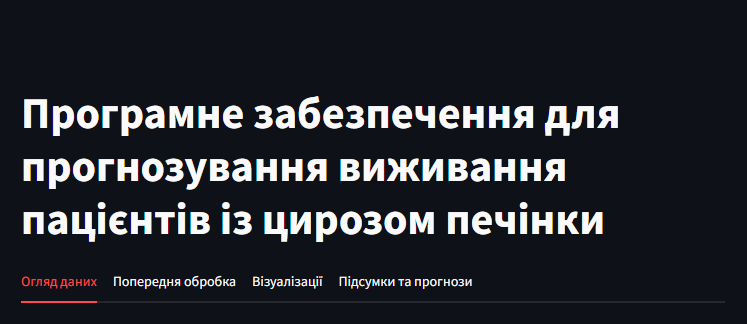 Програмне забезпечення для
прогнозування виживання
пацієнтів із цирозом печінки
Огляд даних Попередня обробка Візуалізації Підсумки та прогнози